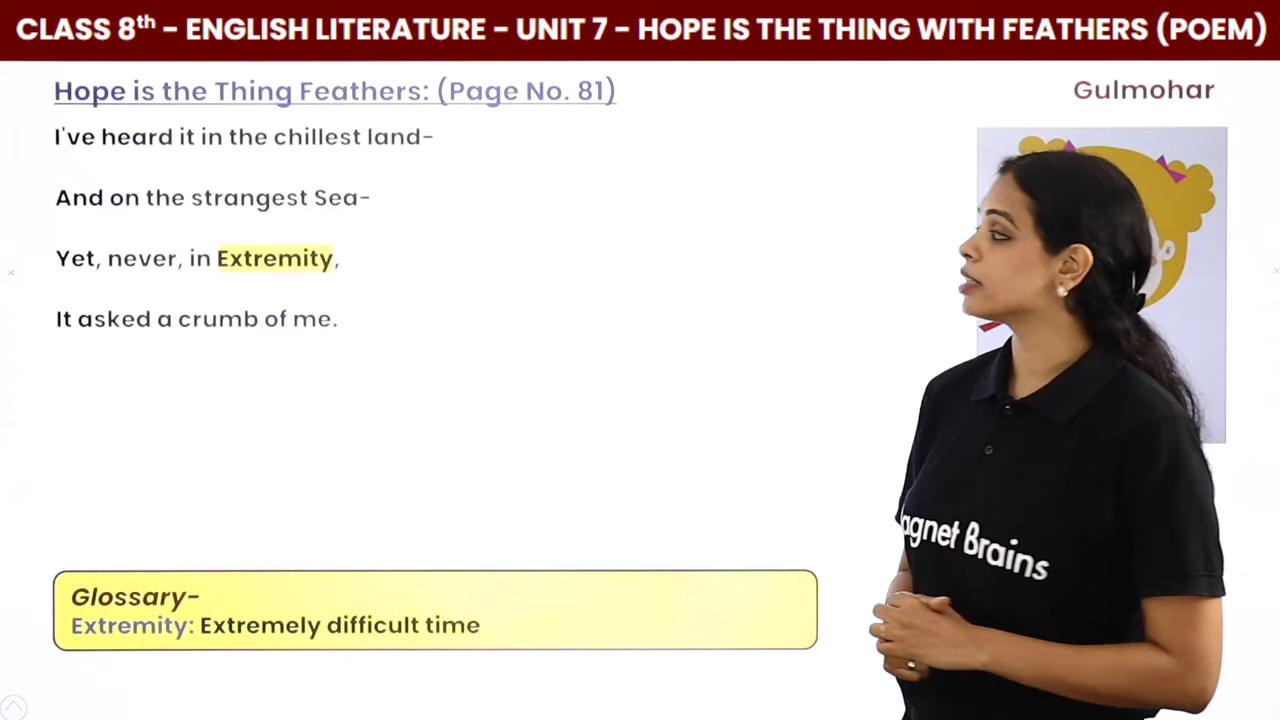 CLASS 8th - ENGLISH LITERATURE - UNIT 7 - HOPE IS THE THING WITH FEATHERS (POEM)
Hope is the Thing Feathers: (Page No. 81)
Gulmohar
I've heard it in the chillest land-
And on the strangest Sea-
Yet, never, in Extremity,
It asked a crumb of me.
agnet Brains
Glossary-
Extremity: Extremely difficult time